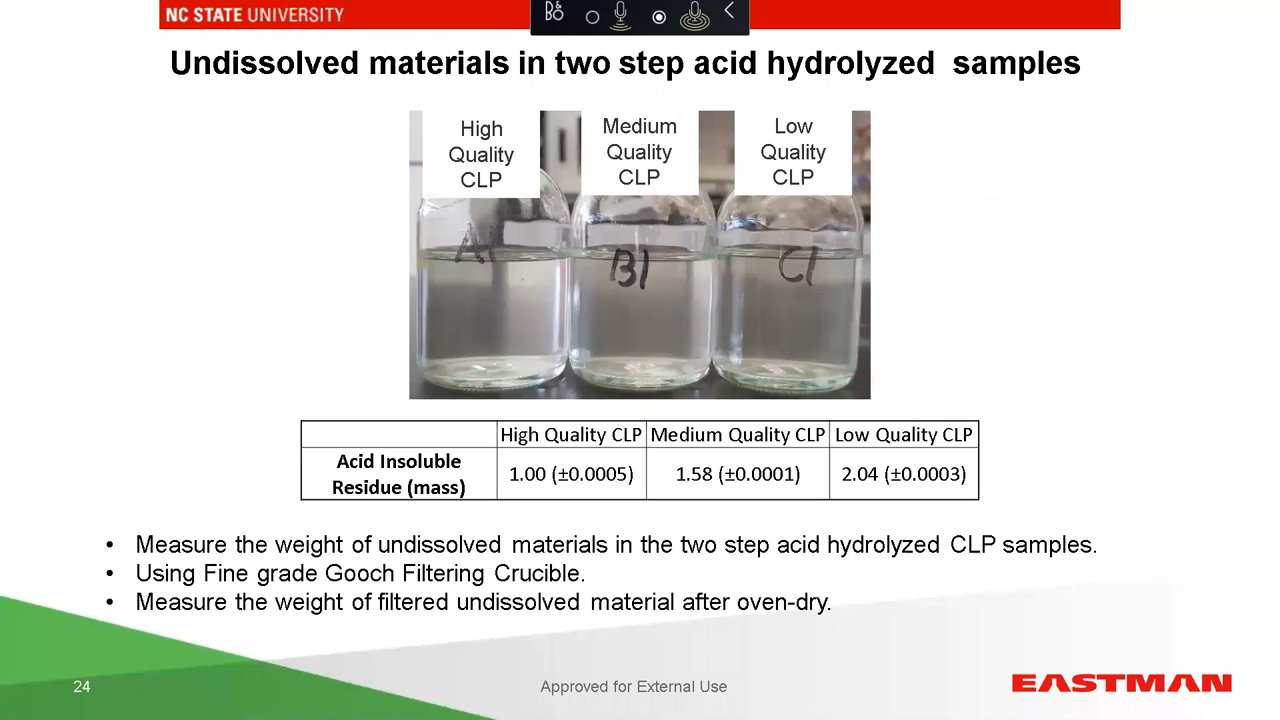 NC STATE UNIVERSITY
B&O
Undissolved materials in two step acid hydrolyzed samples
High
Quality
CLP
Medium
Quality
CLP
Low
Quality
CLP
A1
B1
C1
High Quality CLP Medium Quality CLP Low Quality CLP
Acid Insoluble
Residue (mass)
1.00 (±0.0005) 1.58 (±0.0001) 2.04 (±0.0003)
• Measure the weight of undissolved materials in the two step acid hydrolyzed CLP samples.
• Using Fine grade Gooch Filtering Crucible.
• Measure the weight of filtered undissolved material after oven-dry.
24
Approved for External Use
EASTMAN